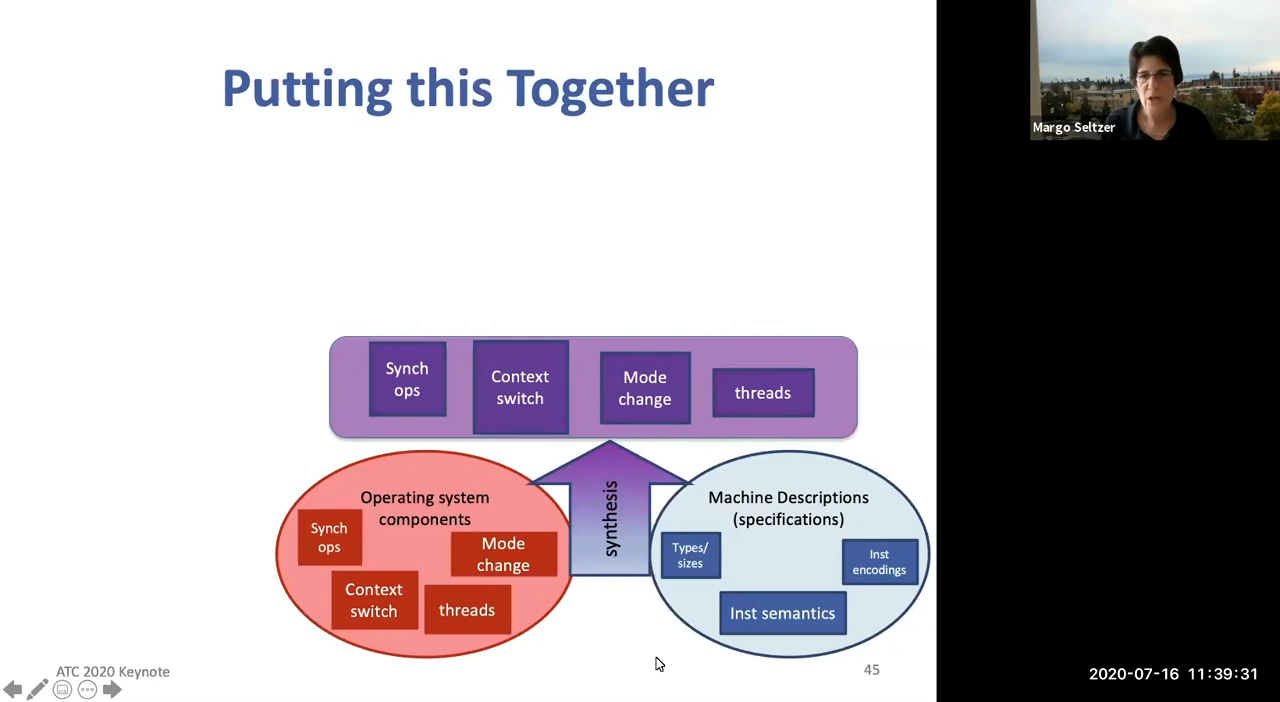 Putting this Together
Margo Seltzer
Synch
ops
Context
switch
Mode
change
threads
Operating system
components
Synch
ops
Mode
change
Context
switch
threads
synthesis
Machine Descriptions
(specifications)
Types/
sizes
Inst
encodings
Inst semantics
ATC 2020 Keynote
45
2020-07-16 11:39:31